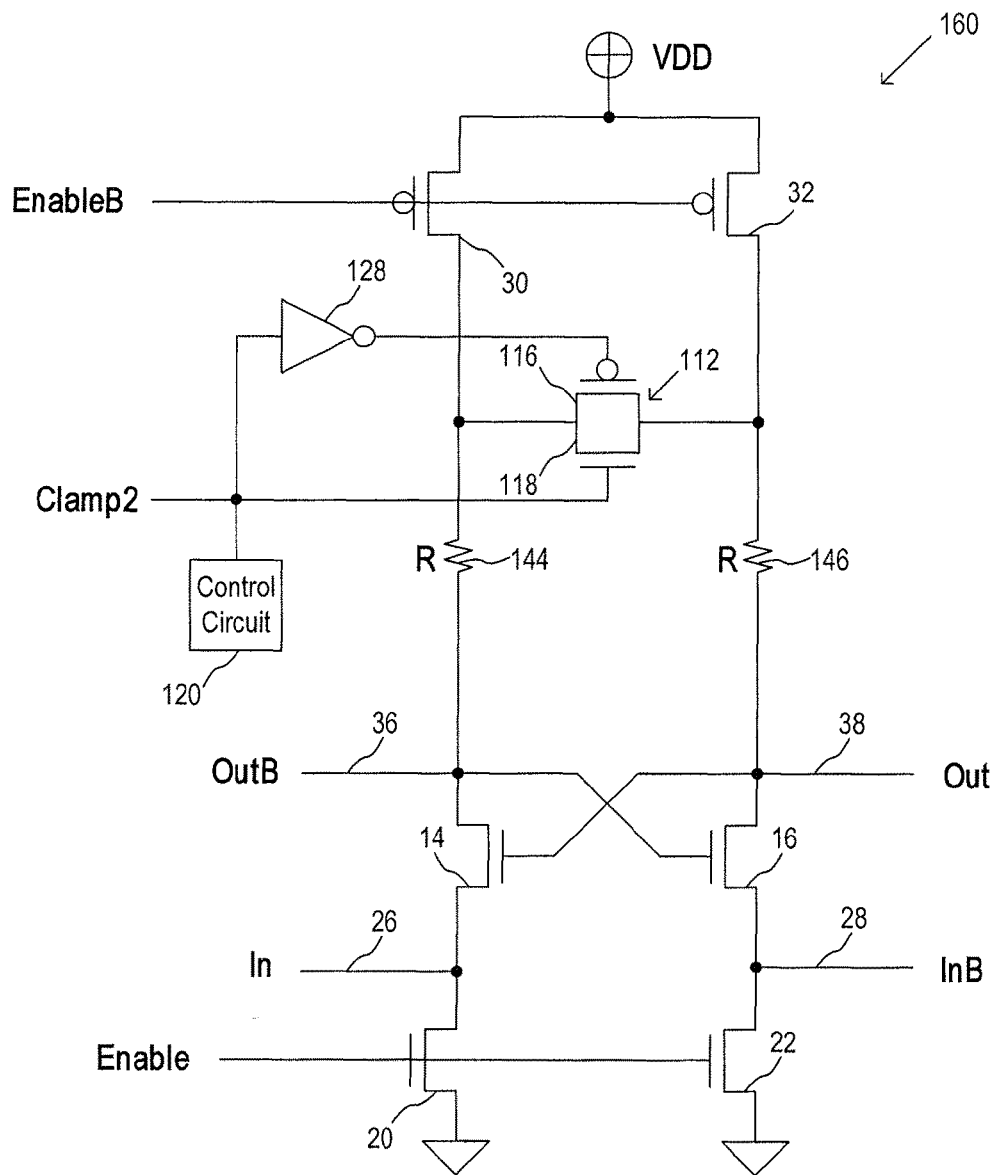 160
VDD
EnableB
32
30
128
116
112
118
Clamp2
R
144
R
146
Control
Circuit
120
36
38
OutB
Out
14
16
26
28
In
InB
Enable
22
20